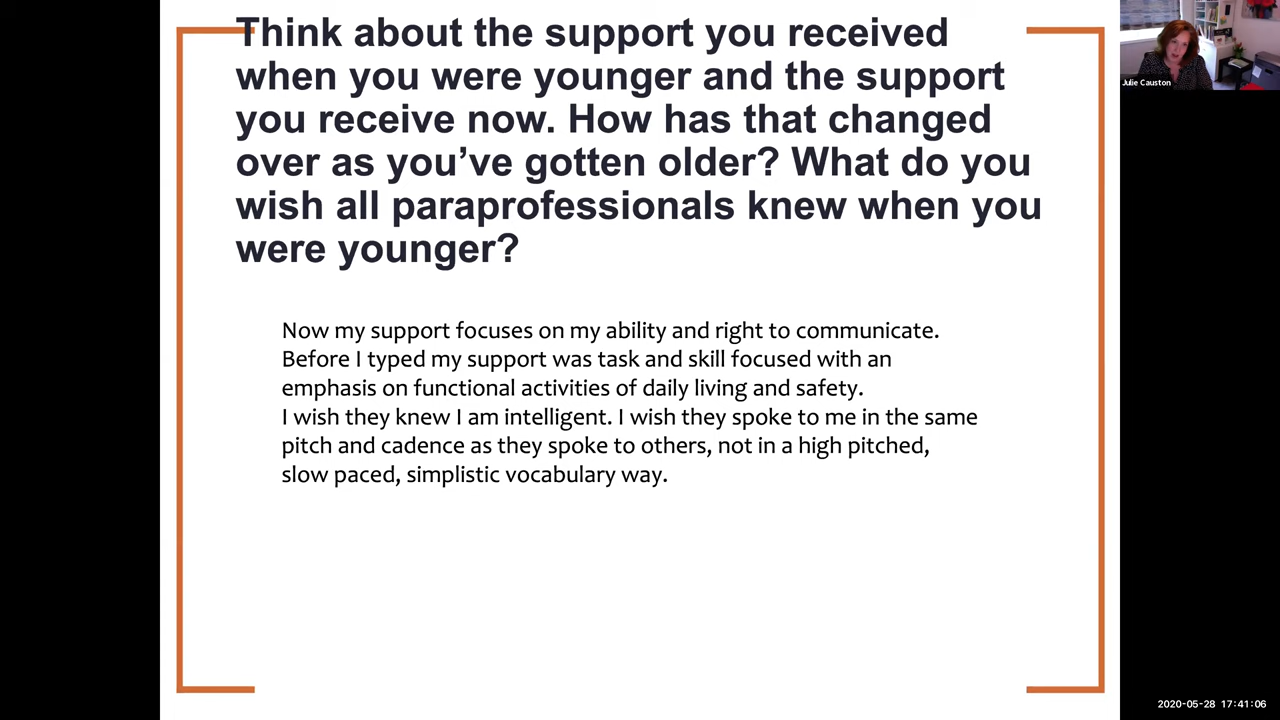 Think about the support you received
when you were younger and the support
you receive now. How has that changed
over as you’ve gotten older? What do you
wish all paraprofessionals knew when you
were younger?
Now my support focuses on my ability and right to communicate.
Before I typed my support was task and skill focused with an
emphasis on functional activities of daily living and safety.
I wish they knew I am intelligent. I wish they spoke to me in the same
pitch and cadence as they spoke to others, not in a high pitched,
slow paced, simplistic vocabulary way.
Julie Causton
2020-05-28 17:41:06